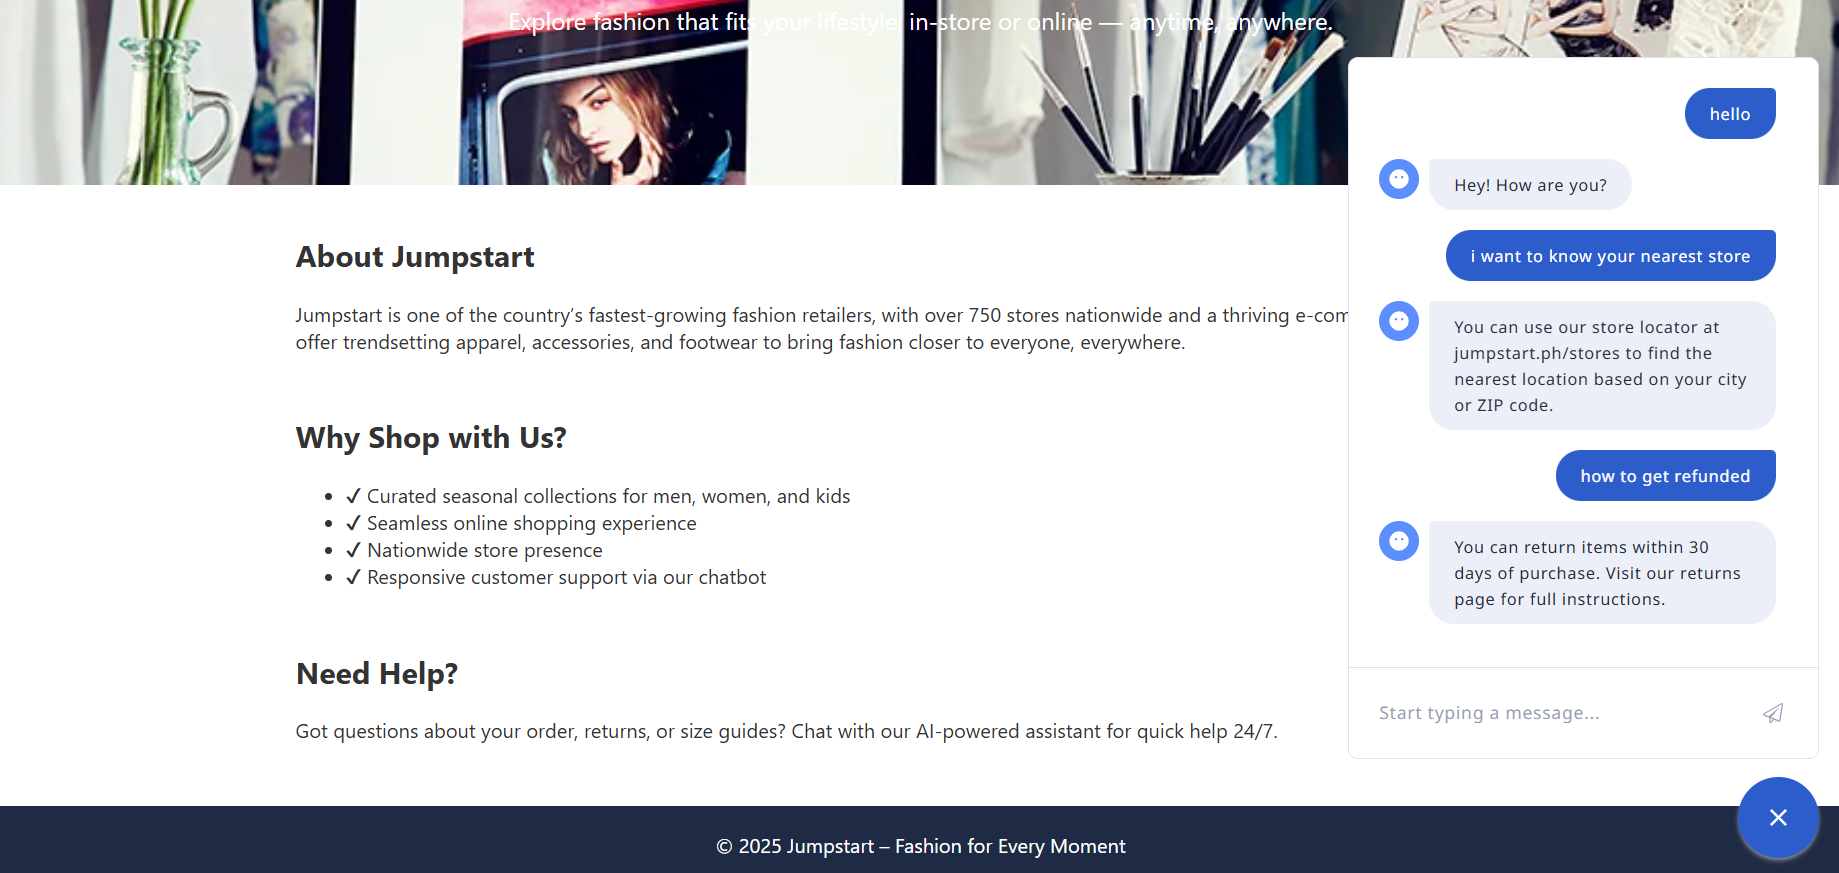 Explore fashion that fits your lifestyle, in-store or online — anytime, anywhere.
About Jumpstart
Jumpstart is one of the country’s fastest-growing fashion retailers, with over 750 stores nationwide and a thriving e-com
offer trendsetting apparel, accessories, and footwear to bring fashion closer to everyone, everywhere.
Why Shop with Us?
• ✓ Curated seasonal collections for men, women, and kids
• ✓ Seamless online shopping experience
• ✓ Nationwide store presence
• ✓ Responsive customer support via our chatbot
Need Help?
Got questions about your order, returns, or size guides? Chat with our AI-powered assistant for quick help 24/7.
hello
Hey! How are you?
i want to know your nearest store
You can use our store locator at
jumpstart.ph/stores to find the
nearest location based on your city
or ZIP code.
how to get refunded
You can return items within 30
days of purchase. Visit our returns
page for full instructions.
Start typing a message...
© 2025 Jumpstart – Fashion for Every Moment